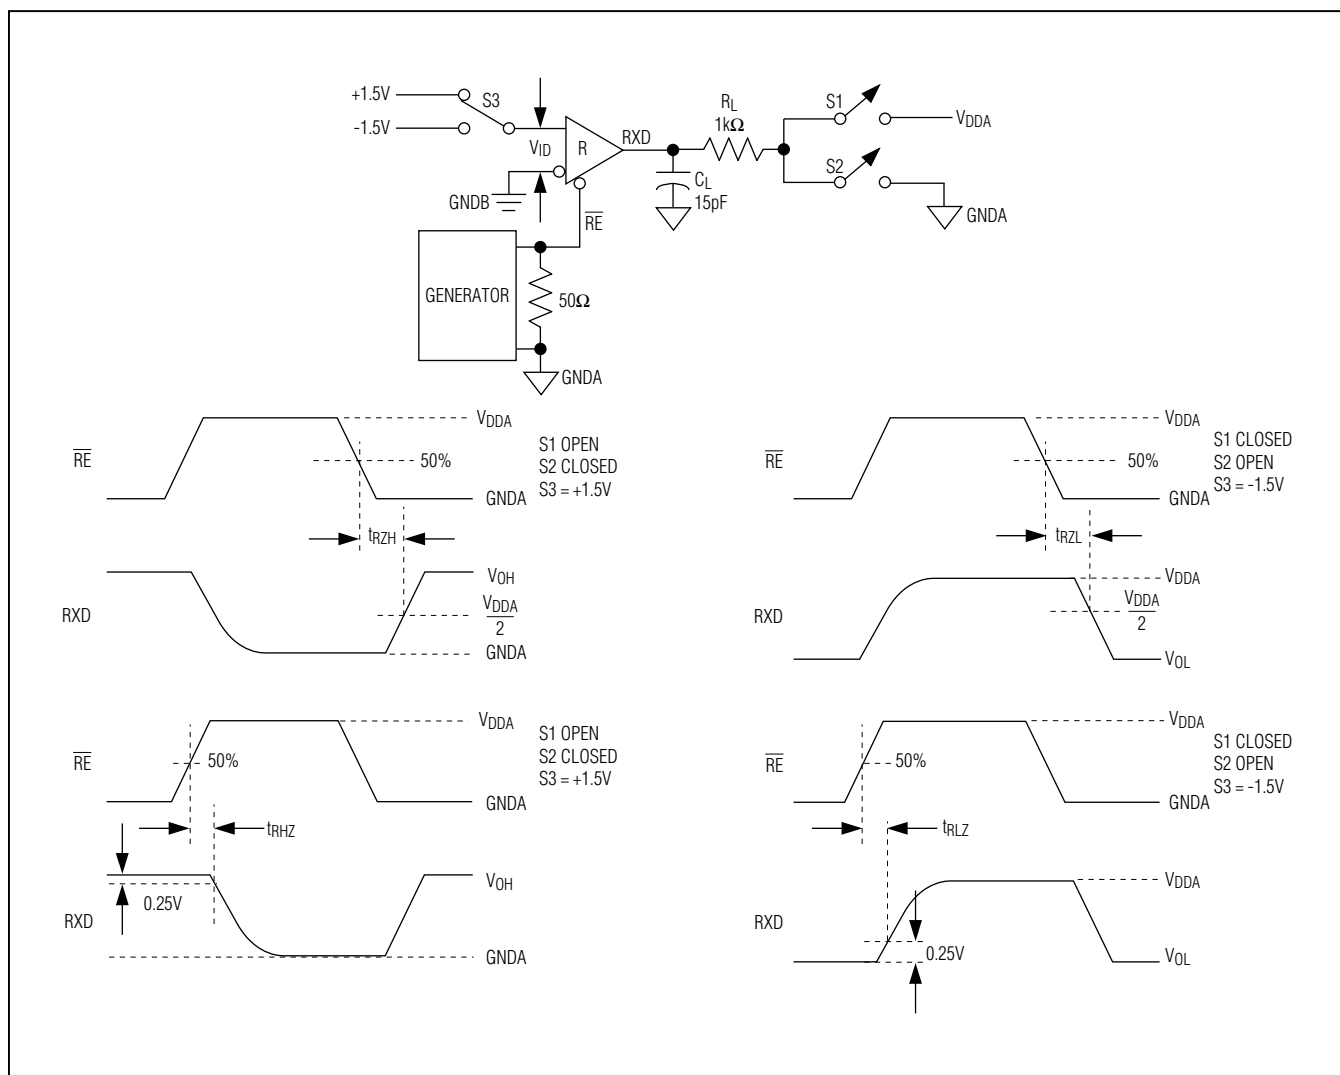 +1.5V
-1.5V
S3
VID
R
RXD
RL
1kΩ
S1
VDDA
S2
CL
15pF
GNDA
GNDB
RE
GENERATOR
50Ω
GNDA
RE
VDDA
50%
GNDA
S1 OPEN
S2 CLOSED
S3 = +1.5V
tRZH
RXD
VOH
VDDA
2
GNDA
RE
VDDA
50%
GNDA
S1 CLOSED
S2 OPEN
S3 = -1.5V
tRZL
RXD
VDDA
VDDA
2
VOL
RE
VDDA
50%
GNDA
S1 OPEN
S2 CLOSED
S3 = +1.5V
tRHZ
RXD
0.25V
VOH
GNDA
RE
VDDA
50%
GNDA
S1 CLOSED
S2 OPEN
S3 = -1.5V
tRLZ
RXD
VDDA
0.25V
VOL